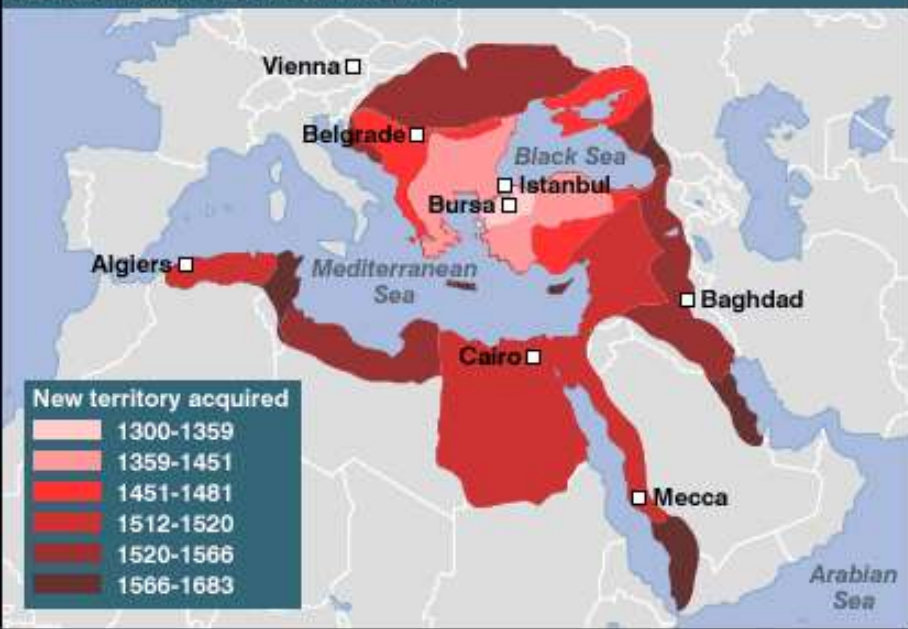 Vienna
Belgrade
Black Sea
Istanbul
Bursa
Algiers
Mediterranean
Sea
Baghdad
Cairo
New territory acquired
1300-1359
1359-1451
1451-1481
1512-1520
1520-1566
1566-1683
Mecca
Arabian
Sea